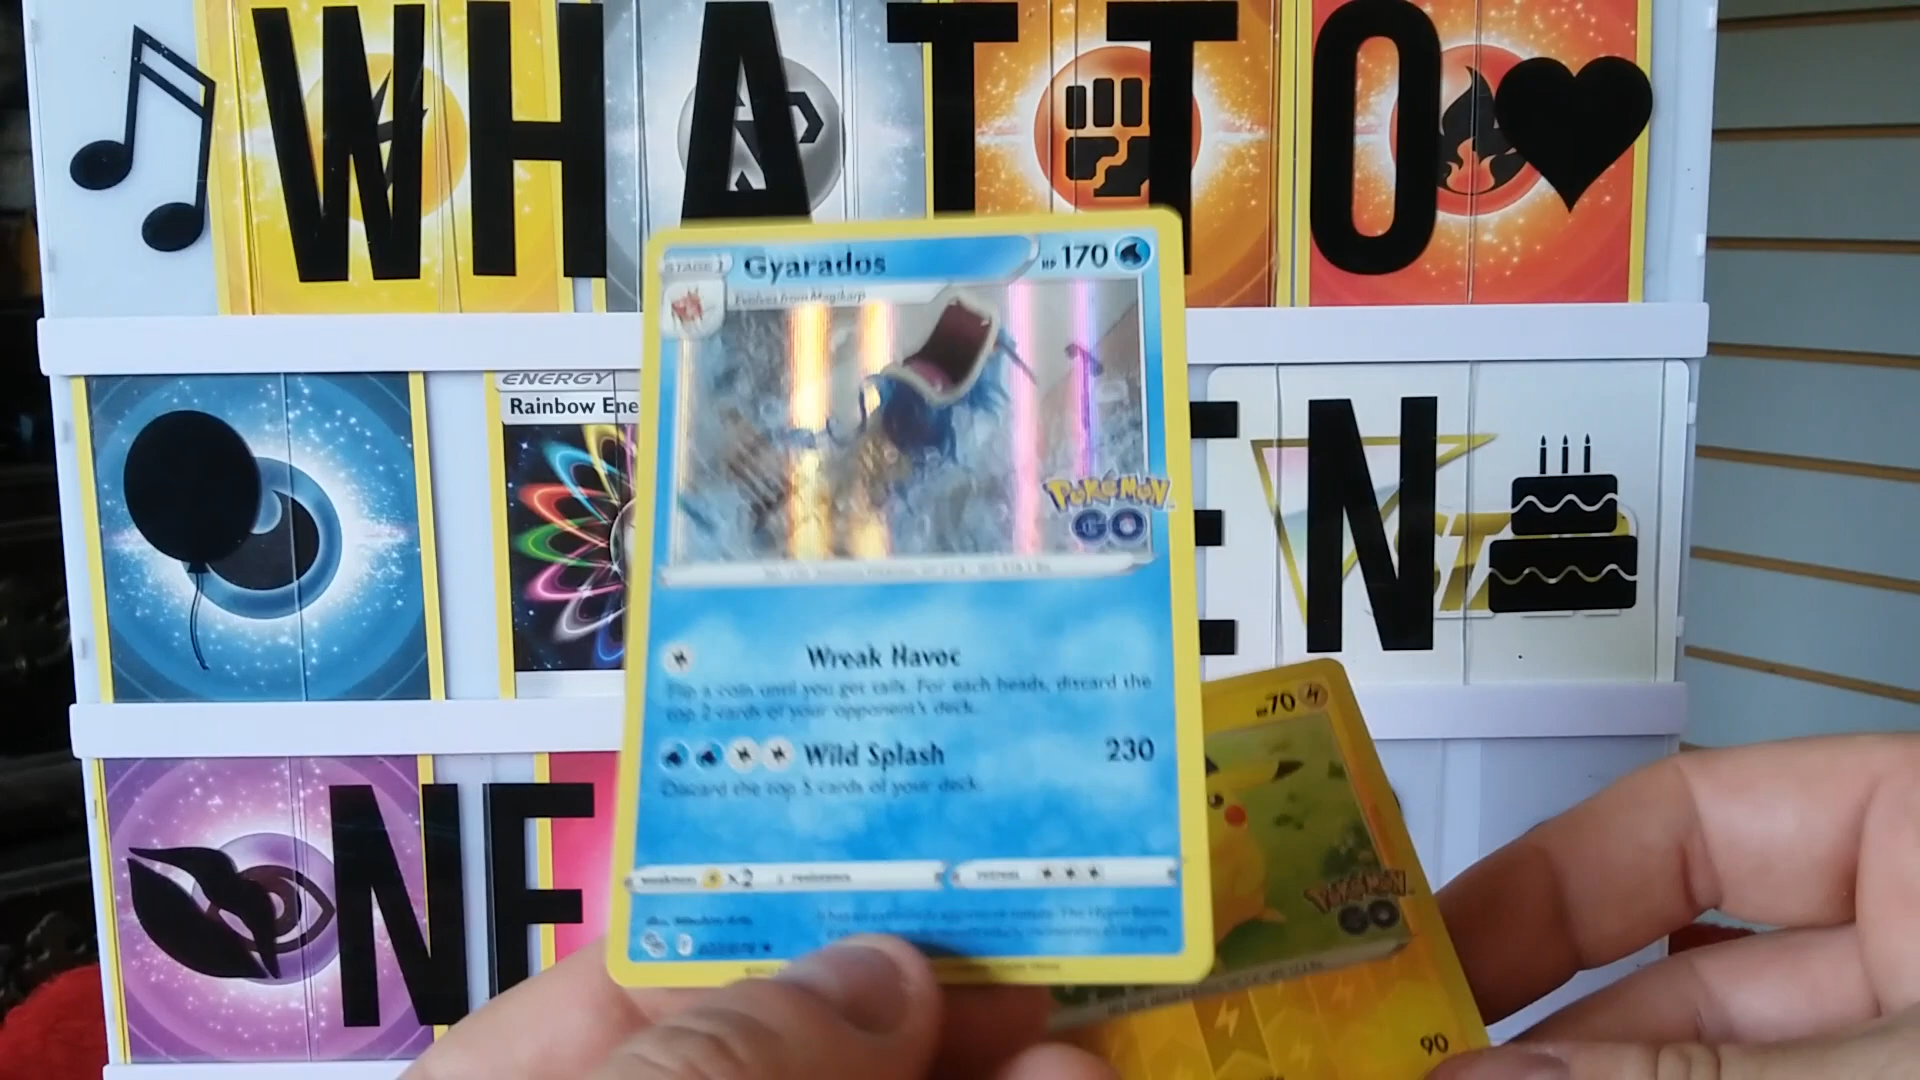 WHAT TO
ENERGY
Rainbow Ene
EN
NE
STAGE 1
Gyarados
HP 170
Evolves from Magikarp
POKÉMON
GO
Wreak Havoc
Flip a coin until you get tails. For each heads, discard the
top 2 cards of your opponent's deck.
Wild Splash 230
Discard the top 5 cards of your deck.
weakness ×2 resistance retreat
HP 70
POKÉMON
GO
90